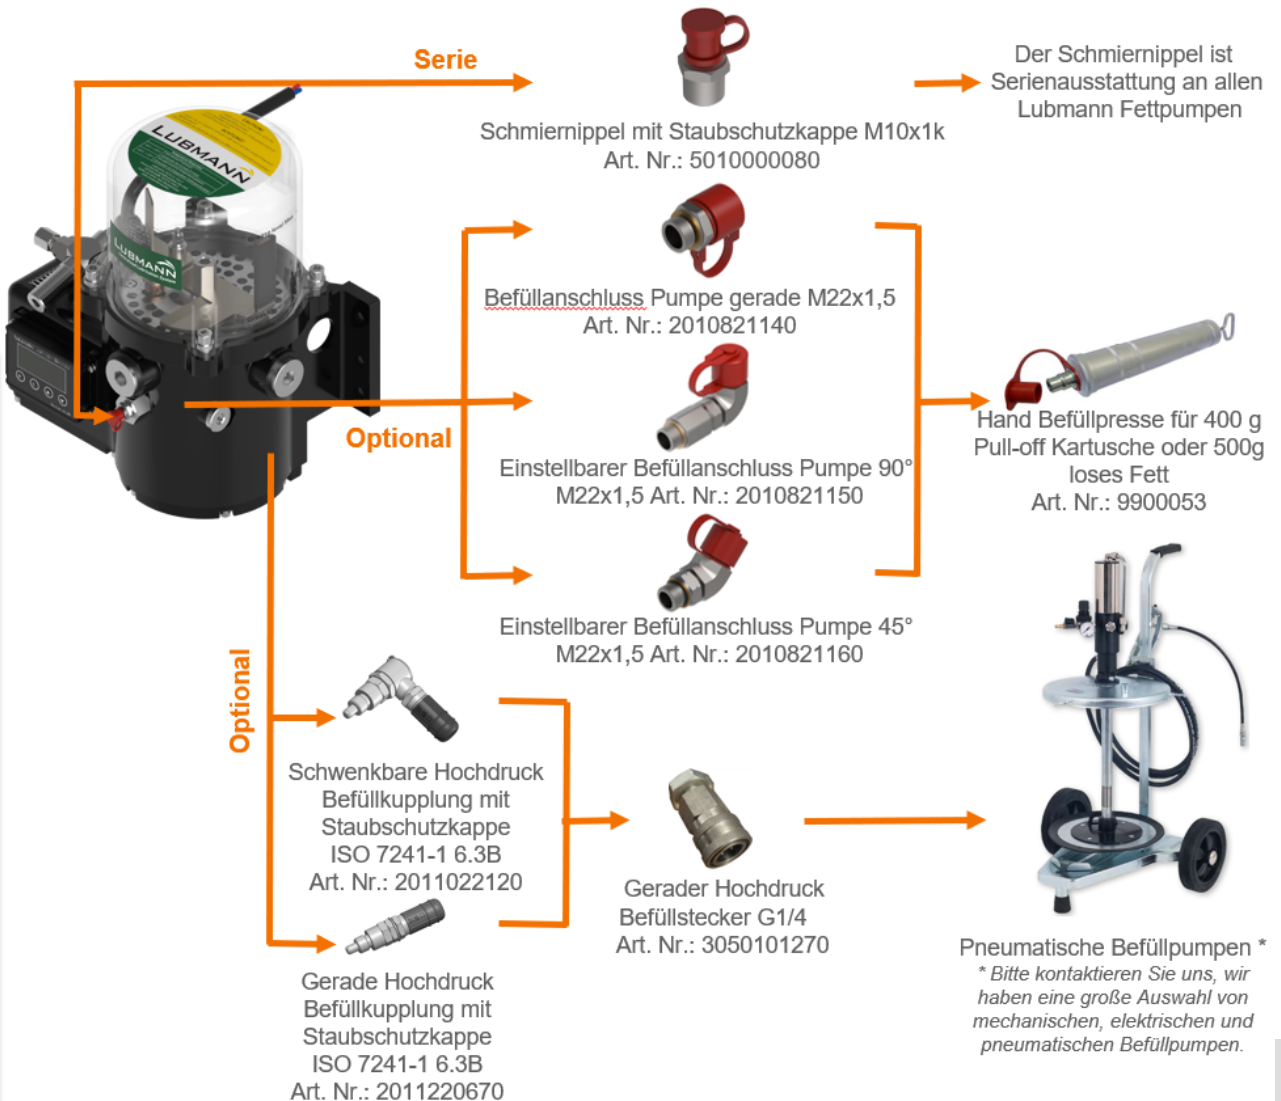 Serie
Schmiernippel mit Staubschutzkappe M10x1k
Art. Nr.: 5010000080
Der Schmiernippel ist
Serienausstattung an allen
Lubmann Fettpumpen
LUBMANN
LUBMANN
Befüllanschluss Pumpe gerade M22x1,5
Art. Nr.: 2010821140
Optional
Einstellbarer Befüllanschluss Pumpe 90°
M22x1,5 Art. Nr.: 2010821150
Hand Befüllpresse für 400 g
Pull-off Kartusche oder 500g
loses Fett
Art. Nr.: 9900053
Einstellbarer Befüllanschluss Pumpe 45°
M22x1,5 Art. Nr.: 2010821160
Optional
Schwenkbare Hochdruck
Befüllkupplung mit
Staubschutzkappe
ISO 7241-1 6.3B
Art. Nr.: 2011022120
Gerader Hochdruck
Befüllstecker G1/4
Art. Nr.: 3050101270
Gerade Hochdruck
Befüllkupplung mit
Staubschutzkappe
ISO 7241-1 6.3B
Art. Nr.: 2011220670
Pneumatische Befüllpumpen *
* Bitte kontaktieren Sie uns, wir
haben eine große Auswahl von
mechanischen, elektrischen und
pneumatischen Befüllpumpen.